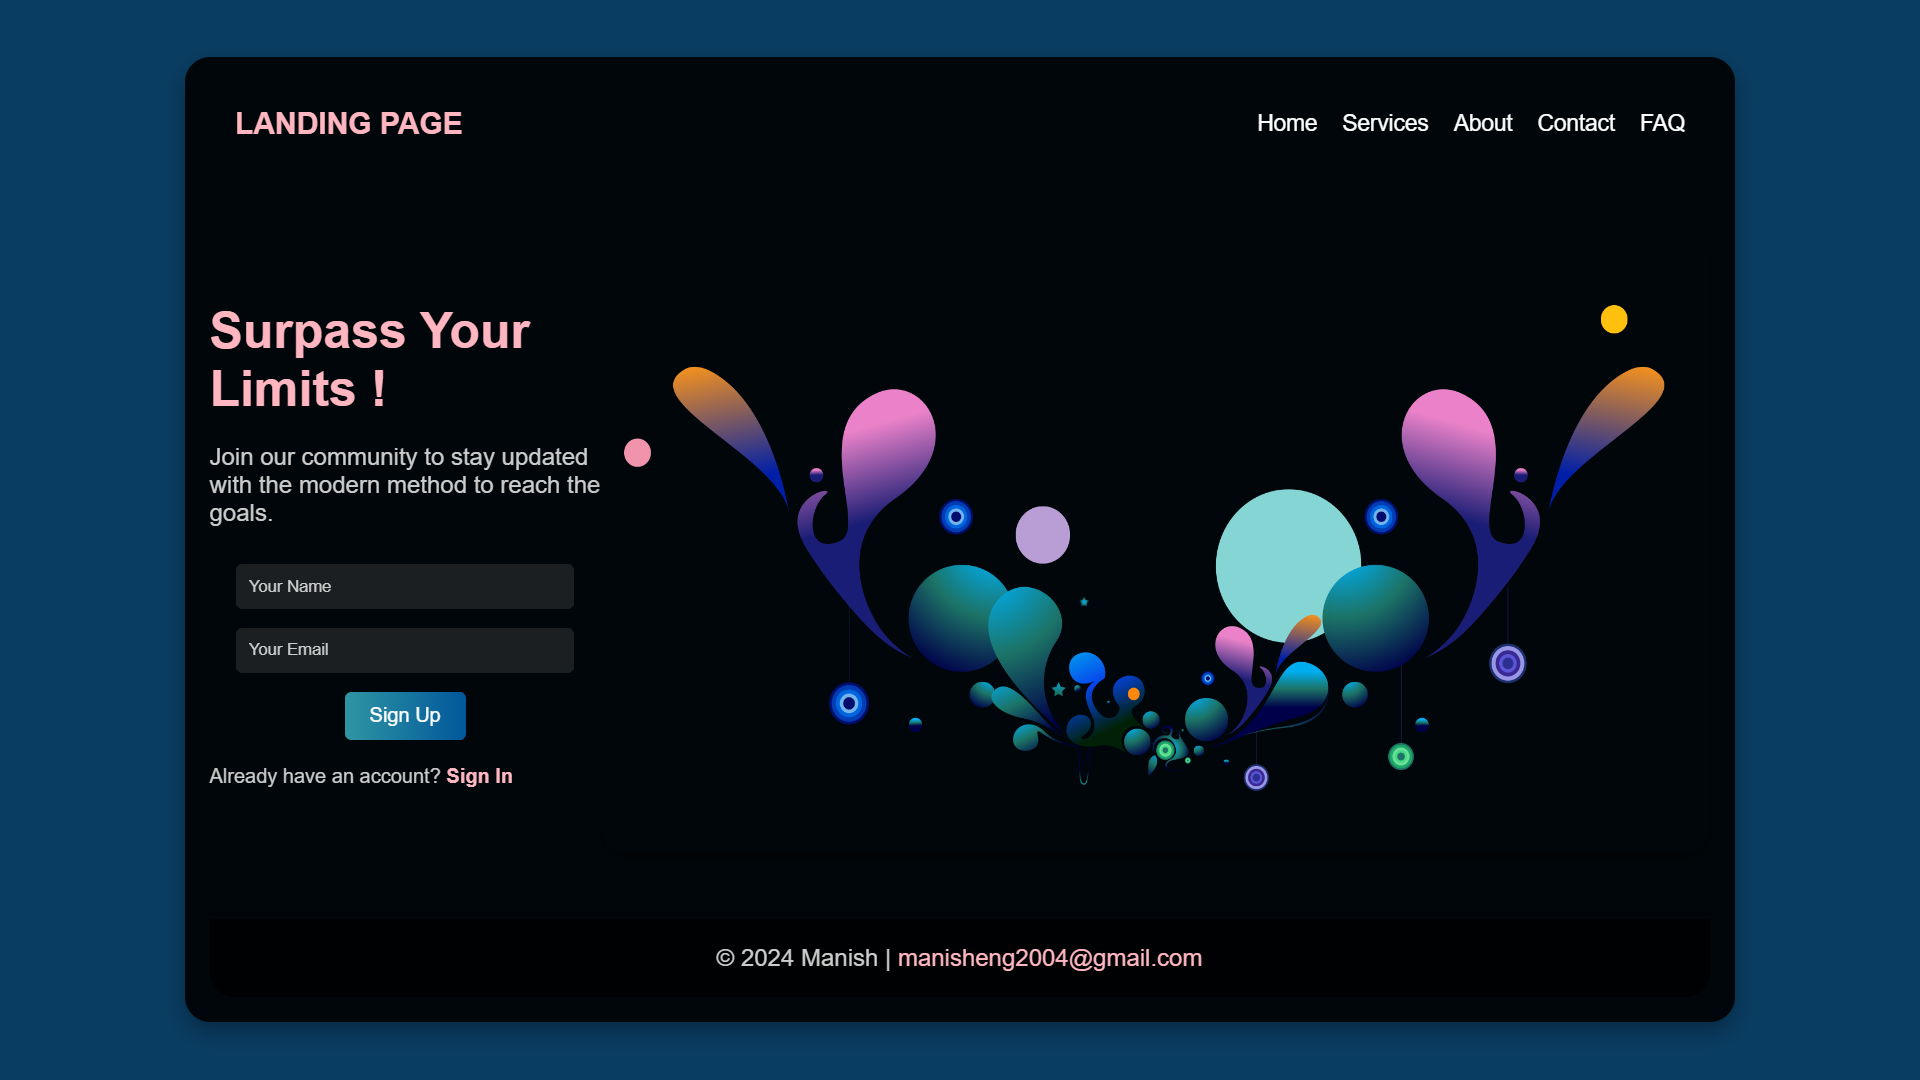 LANDING PAGE
Home Services About Contact FAQ
Surpass Your
Limits !
Join our community to stay updated
with the modern method to reach the
goals.
Your Name
Your Email
Sign Up
Already have an account? Sign In
© 2024 Manish | manisheng2004@gmail.com